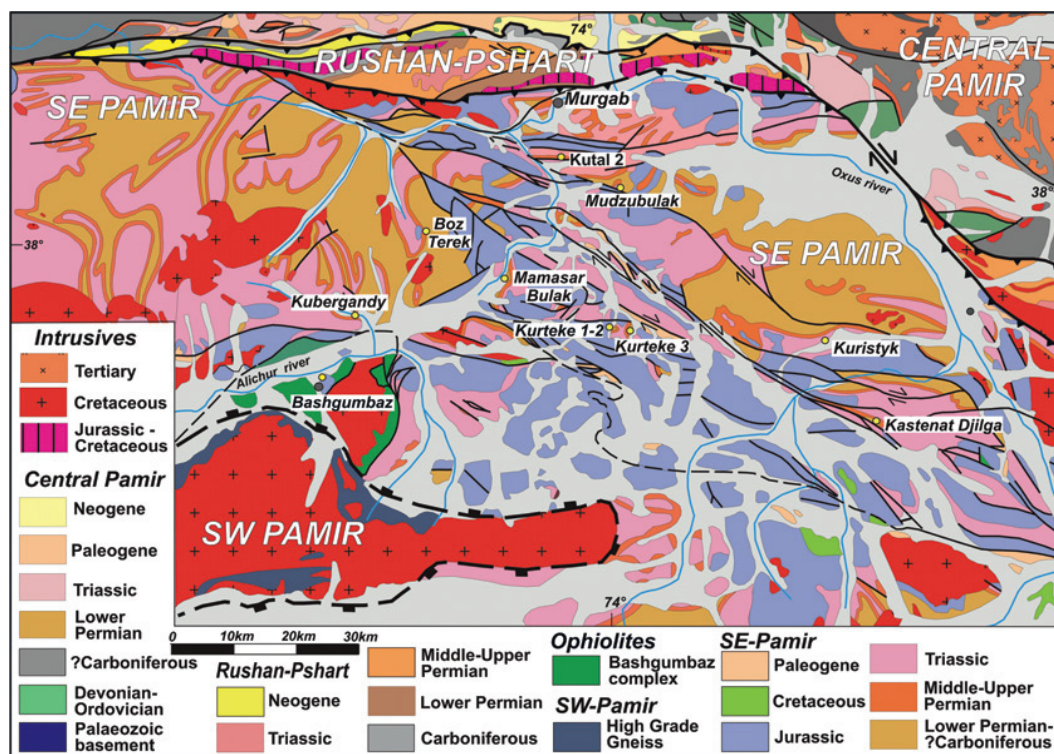 74°
CENTRAL
PAMIR
RUSHAN-PSHART
SE PAMIR
Murgab
Kutal 2
Oxus river
38°
Mudzubulak
Boz
Terek
38°
SE PAMIR
Mamasar
Bulak
Kubergandy
Kurteke 1-2
Kurteke 3
Kuristyk
Alichur river
Bashgumbaz
Kastenat Djilga
SW PAMIR
74°
Intrusives
Tertiary
Cretaceous
Jurassic -
Cretaceous
Central Pamir
Neogene
Paleogene
Triassic
Lower
Permian
?Carboniferous
Devonian-
Ordovician
Palaeozoic
basement
0 10km 20km 30km
Rushan-Pshart
Neogene
Triassic
Middle-Upper
Permian
Lower Permian
Carboniferous
Ophiolites
Bashgumbaz
complex
SW-Pamir
High Grade
Gneiss
SE-Pamir
Paleogene
Cretaceous
Jurassic
Triassic
Middle-Upper
Permian
Lower Permian-
?Carboniferous